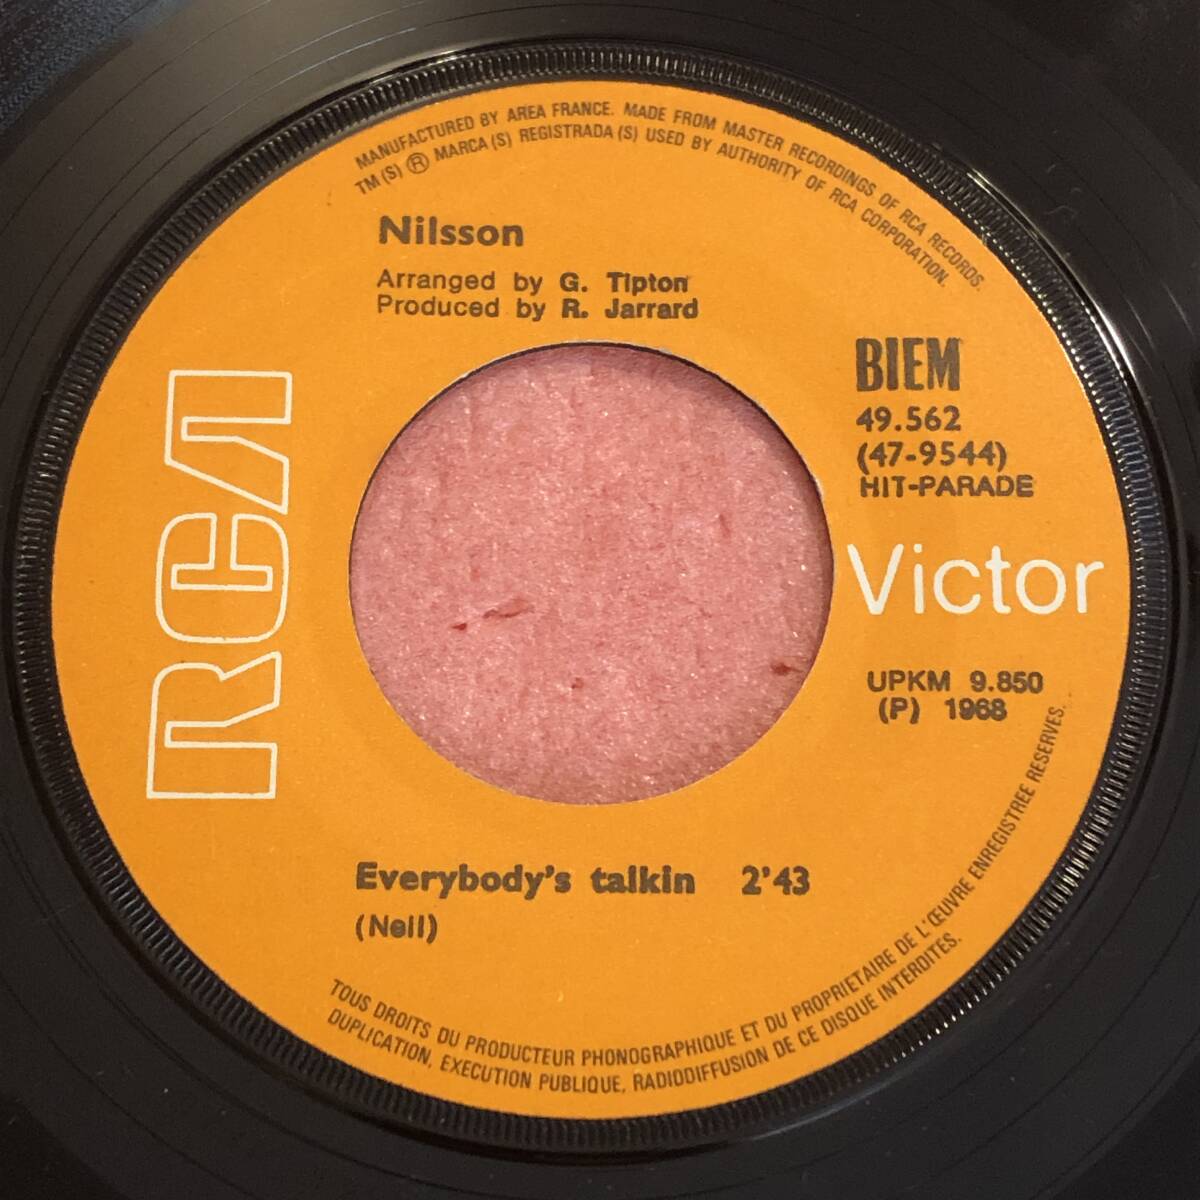 MANUFACTURED BY AREA FRANCE. MADE FROM MASTER RECORDINGS OF RCA RECORDS.
TM(S) ® MARCA(S) REGISTRADA(S) USED BY AUTHORITY OF RCA CORPORATION.
Nilsson
Arranged by G. Tipton
Produced by R. Jarrard
BIEM
49.562
(47-9544)
HIT-PARADE
RCA
Victor
UPKM 9.850
(P) 1968
Everybody's talkin 2'43
(Neil)
TOUS DROITS DU PRODUCTEUR PHONOGRAPHIQUE ET DU PROPRIETAIRE DE L'ŒUVRE ENREGISTREE RESERVES.
DUPLICATION, EXECUTION PUBLIQUE, RADIODIFFUSION DE CE DISQUE INTERDITES.